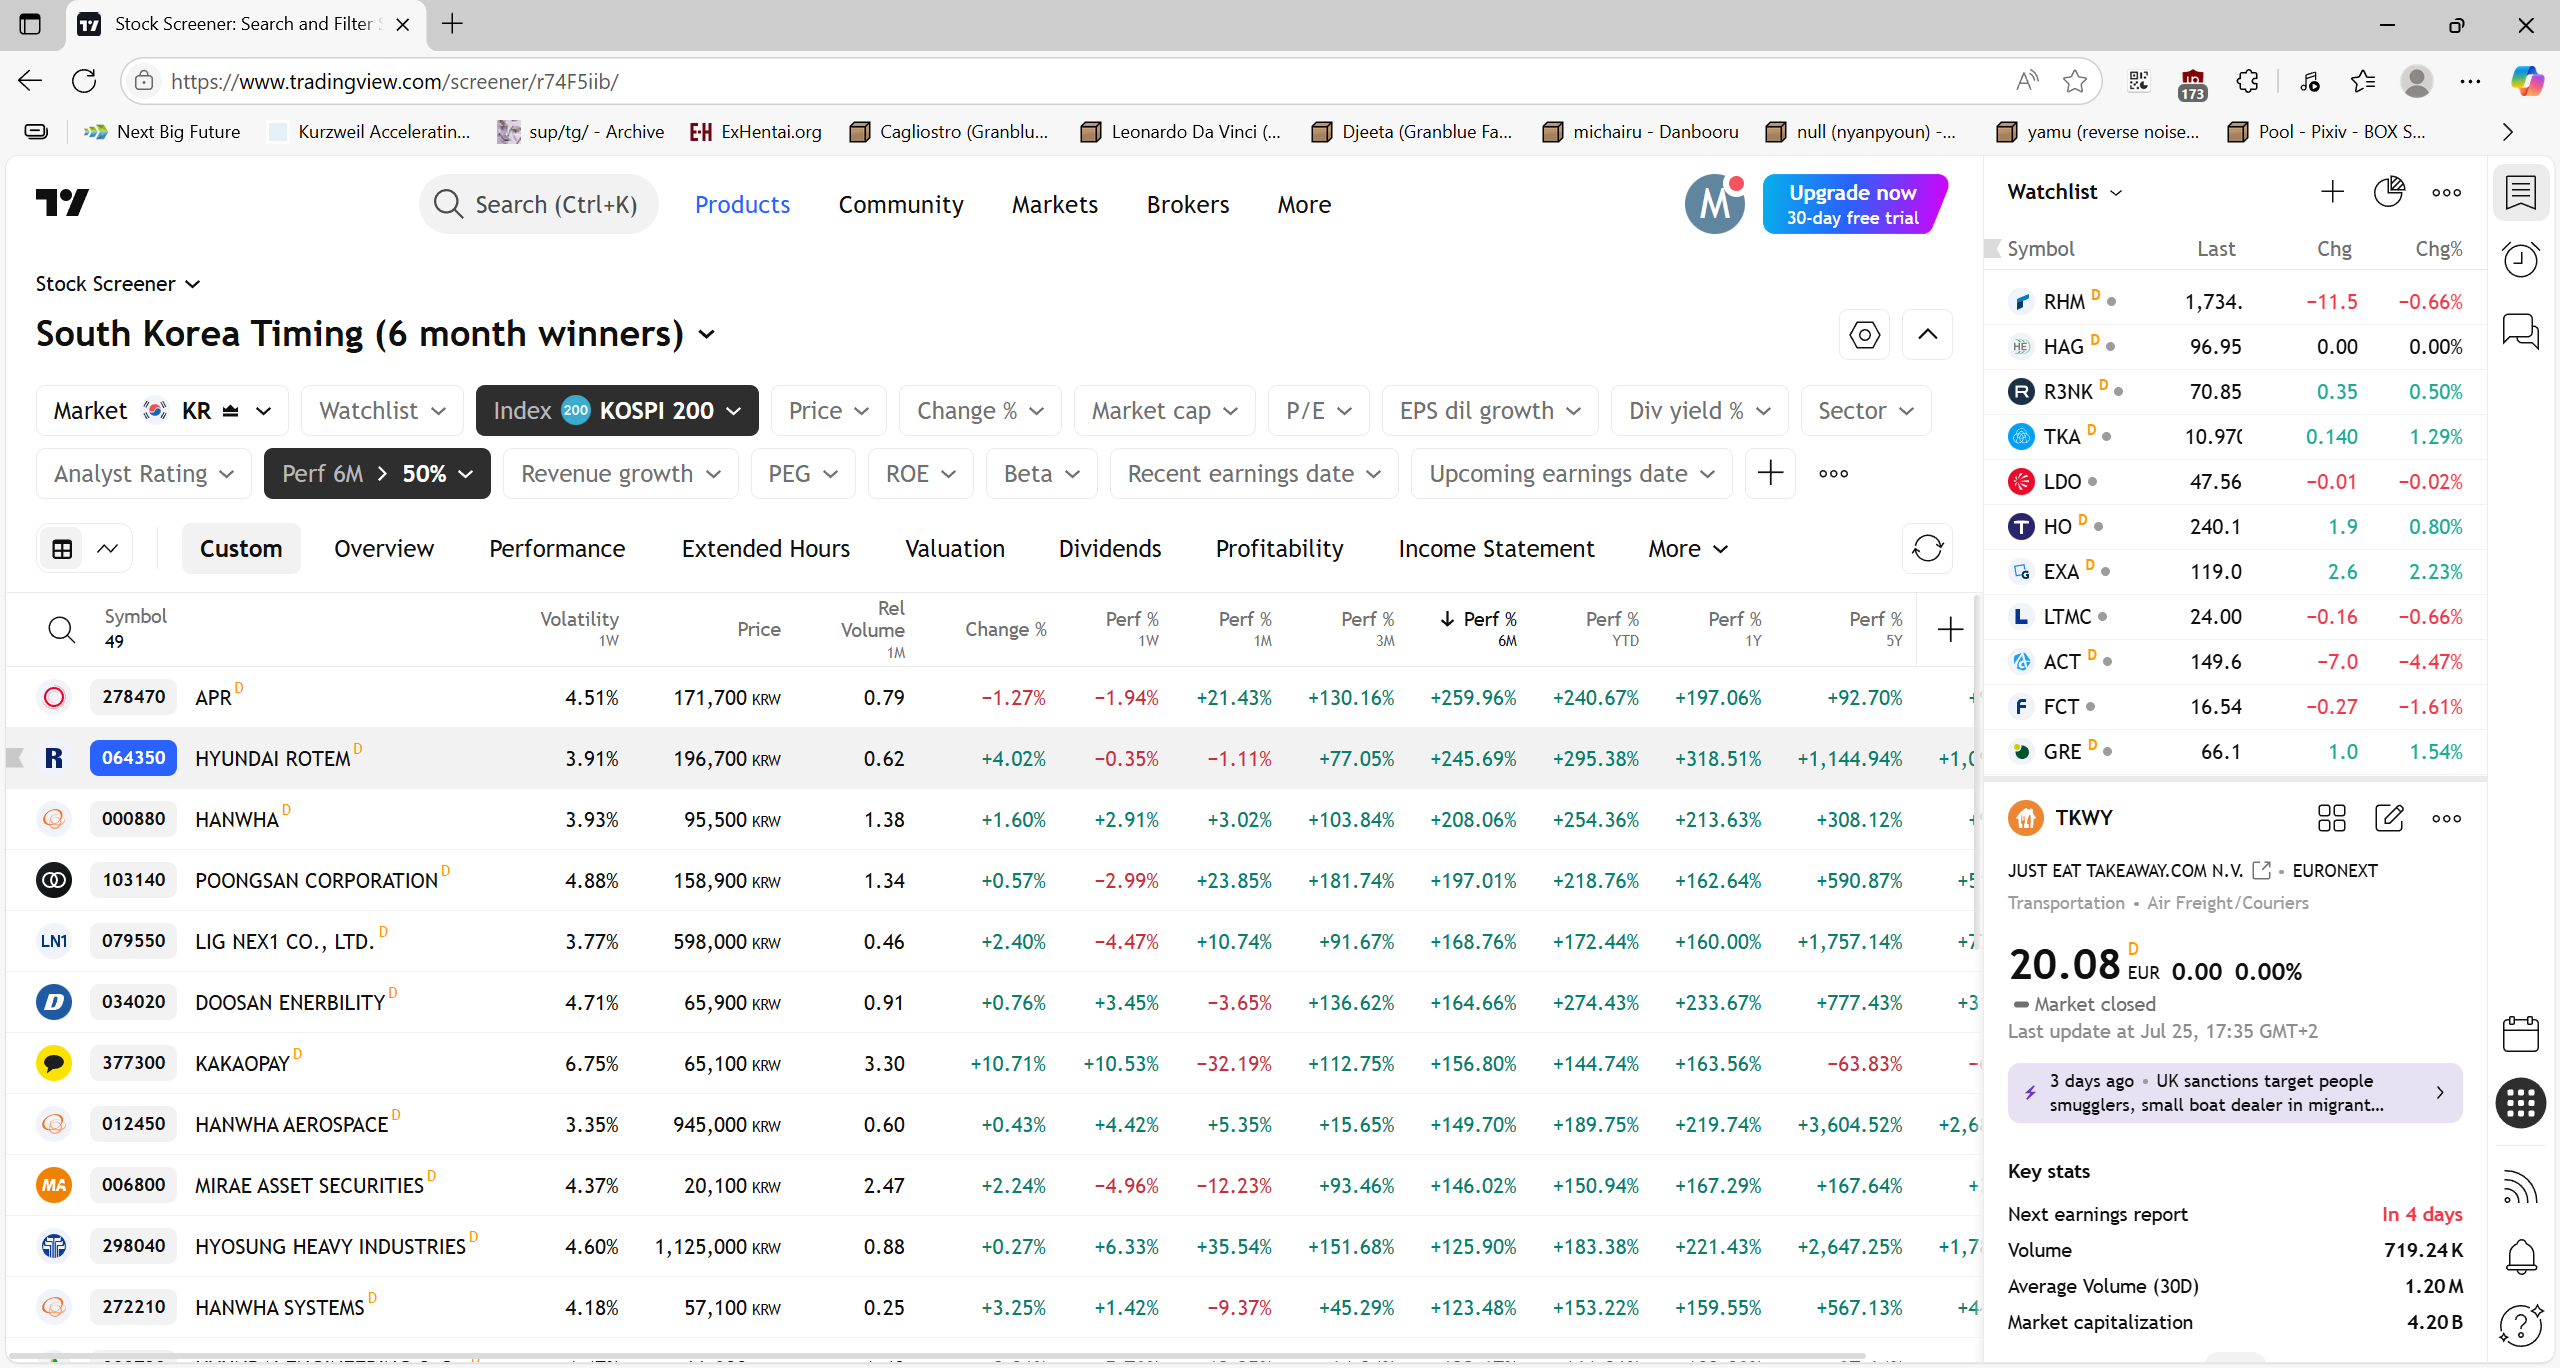 Stock Screener: Search and Filter S
https://www.tradingview.com/screener/r74F5iib/
173
Next Big Future
Kurzweil Acceleratin...
sup/tg/ - Archive
ExHentai.org
Cagliostro (Granblu...
Leonardo Da Vinci (...
Djeeta (Granblue Fa...
michairu - Danbooru
null (nyanpyoun) -...
yamu (reverse noise...
Pool - Pixiv - BOX S...
Search (Ctrl+K)
Products
Community
Markets
Brokers
More
M
Upgrade now
30-day free trial
Stock Screener
South Korea Timing (6 month winners)
Market KR
Watchlist
Index 200 KOSPI 200
Price
Change %
Market cap
P/E
EPS dil growth
Div yield %
Sector
Analyst Rating
Perf 6M > 50%
Revenue growth
PEG
ROE
Beta
Recent earnings date
Upcoming earnings date
Custom
Overview
Performance
Extended Hours
Valuation
Dividends
Profitability
Income Statement
More
Symbol 49
Volatility 1W
Price
Rel Volume 1M
Change %
Perf % 1W
Perf % 1M
Perf % 3M
↓ Perf % 6M
Perf % YTD
Perf % 1Y
Perf % 5Y
278470 APR D 4.51% 171,700 KRW 0.79 −1.27% −1.94% +21.43% +130.16% +259.96% +240.67% +197.06% +92.70%
R 064350 HYUNDAI ROTEM D 3.91% 196,700 KRW 0.62 +4.02% −0.35% −1.11% +77.05% +245.69% +295.38% +318.51% +1,144.94% +1,0
000880 HANWHA D 3.93% 95,500 KRW 1.38 +1.60% +2.91% +3.02% +103.84% +208.06% +254.36% +213.63% +308.12%
103140 POONGSAN CORPORATION D 4.88% 158,900 KRW 1.34 +0.57% −2.99% +23.85% +181.74% +197.01% +218.76% +162.64% +590.87% +5
LN1 079550 LIG NEX1 CO., LTD. D 3.77% 598,000 KRW 0.46 +2.40% −4.47% +10.74% +91.67% +168.76% +172.44% +160.00% +1,757.14% +7
D 034020 DOOSAN ENERBILITY D 4.71% 65,900 KRW 0.91 +0.76% +3.45% −3.65% +136.62% +164.66% +274.43% +233.67% +777.43% +3
377300 KAKAOPAY D 6.75% 65,100 KRW 3.30 +10.71% +10.53% −32.19% +112.75% +156.80% +144.74% +163.56% −63.83%
012450 HANWHA AEROSPACE D 3.35% 945,000 KRW 0.60 +0.43% +4.42% +5.35% +15.65% +149.70% +189.75% +219.74% +3,604.52% +2,6
MA 006800 MIRAE ASSET SECURITIES D 4.37% 20,100 KRW 2.47 +2.24% −4.96% −12.23% +93.46% +146.02% +150.94% +167.29% +167.64%
298040 HYOSUNG HEAVY INDUSTRIES D 4.60% 1,125,000 KRW 0.88 +0.27% +6.33% +35.54% +151.68% +125.90% +183.38% +221.43% +2,647.25% +1,7
272210 HANWHA SYSTEMS D 4.18% 57,100 KRW 0.25 +3.25% +1.42% −9.37% +45.29% +123.48% +153.22% +159.55% +567.13% +4
Watchlist
Symbol Last Chg Chg%
RHM D 1,734. −11.5 −0.66%
HE HAG D 96.95 0.00 0.00%
R R3NK D 70.85 0.35 0.50%
TKA D 10.970 0.140 1.29%
LDO 47.56 −0.01 −0.02%
T HO D 240.1 1.9 0.80%
G EXA D 119.0 2.6 2.23%
L LTMC 24.00 −0.16 −0.66%
ACT D 149.6 −7.0 −4.47%
F FCT 16.54 −0.27 −1.61%
GRE D 66.1 1.0 1.54%
TKWY
JUST EAT TAKEAWAY.COM N.V. • EURONEXT
Transportation • Air Freight/Couriers
20.08 D EUR 0.00 0.00%
Market closed
Last update at Jul 25, 17:35 GMT+2
3 days ago • UK sanctions target people
smugglers, small boat dealer in migrant...
Key stats
Next earnings report In 4 days
Volume 719.24K
Average Volume (30D) 1.20M
Market capitalization 4.20B